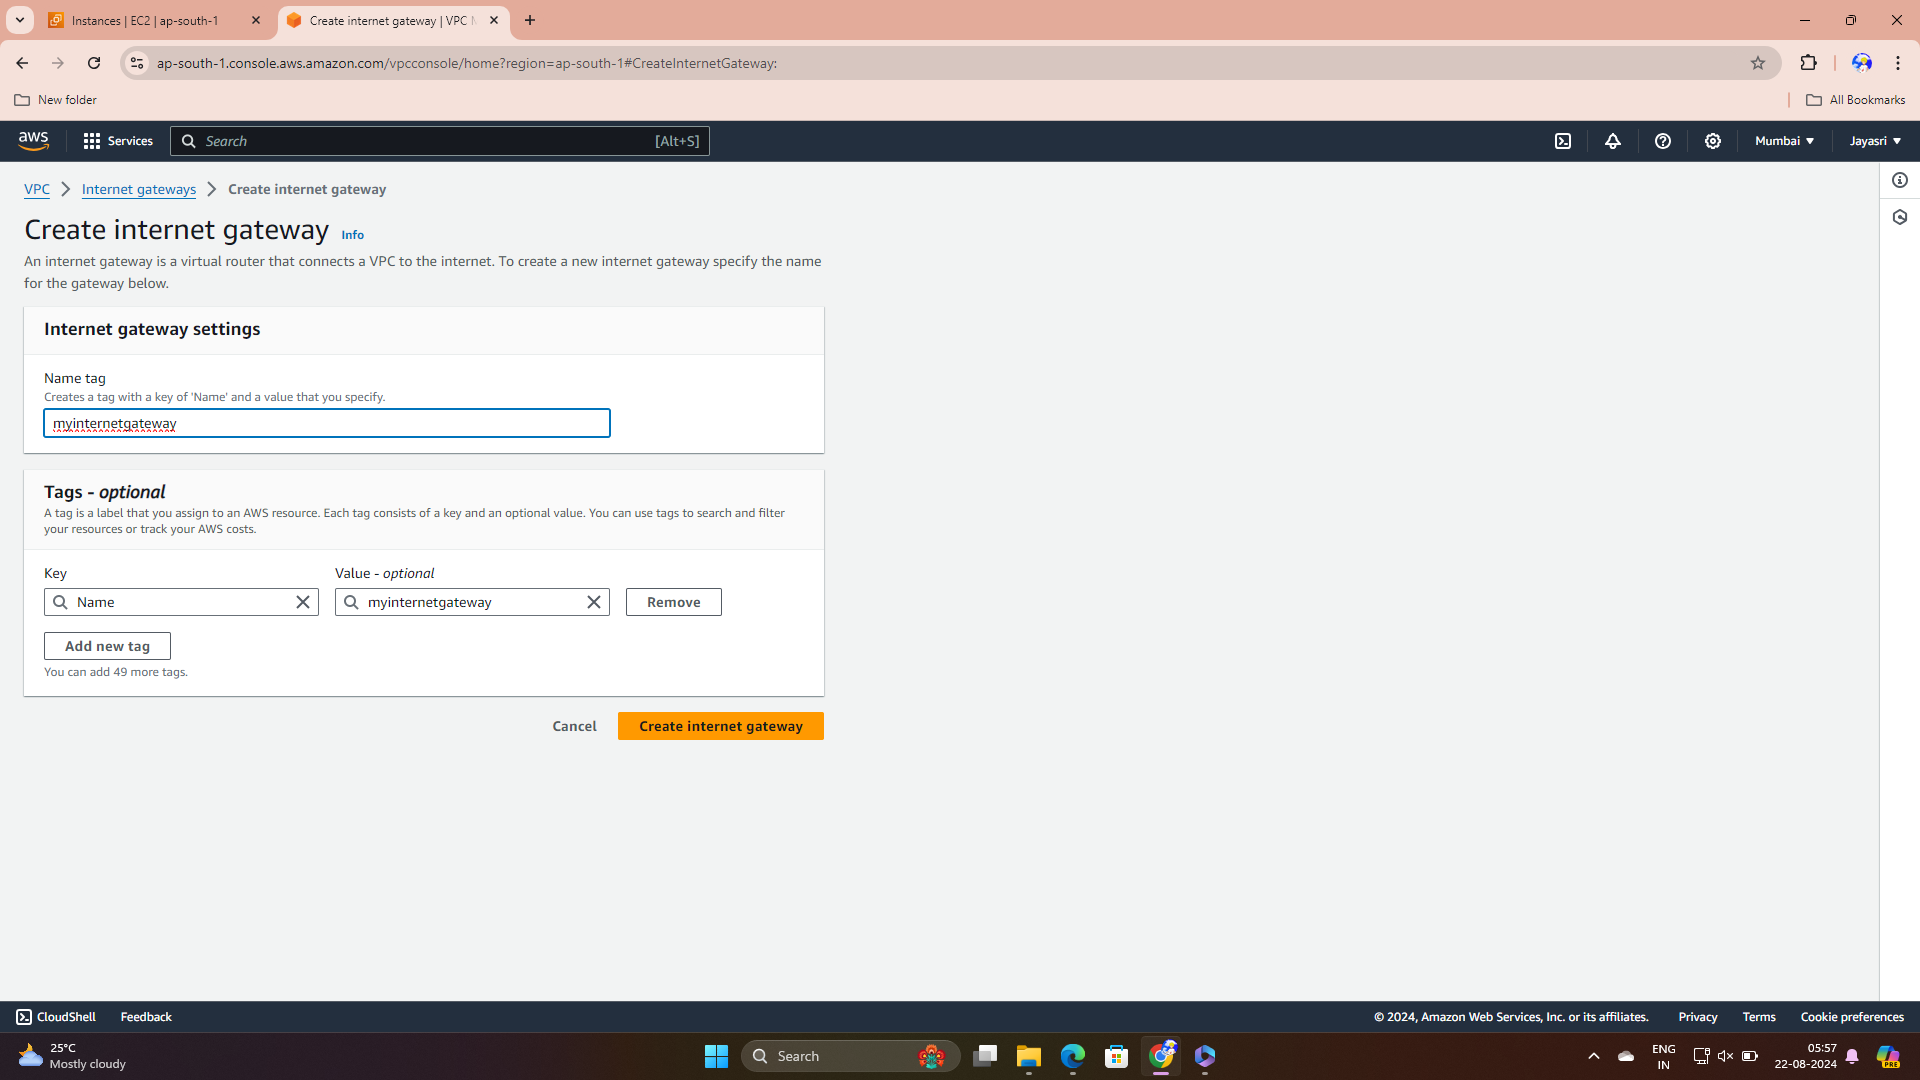 Instances | EC2 | ap-south-1
Create internet gateway | VPC M
ap-south-1.console.aws.amazon.com/vpcconsole/home?region=ap-south-1#CreateInternetGateway:
New folder
All Bookmarks
aws
Services
Search
[Alt+S]
Mumbai
Jayasri
VPC
Internet gateways
Create internet gateway
Create internet gateway
Info
An internet gateway is a virtual router that connects a VPC to the internet. To create a new internet gateway specify the name
for the gateway below.
Internet gateway settings
Name tag
Creates a tag with a key of 'Name' and a value that you specify.
myinternetgateway
Tags - optional
A tag is a label that you assign to an AWS resource. Each tag consists of a key and an optional value. You can use tags to search and filter
your resources or track your AWS costs.
Key
Value - optional
Name
myinternetgateway
Remove
Add new tag
You can add 49 more tags.
Cancel
Create internet gateway
CloudShell
Feedback
© 2024, Amazon Web Services, Inc. or its affiliates.
Privacy
Terms
Cookie preferences
25°C
Mostly cloudy
Search
ENG
IN
05:57
22-08-2024
PRE